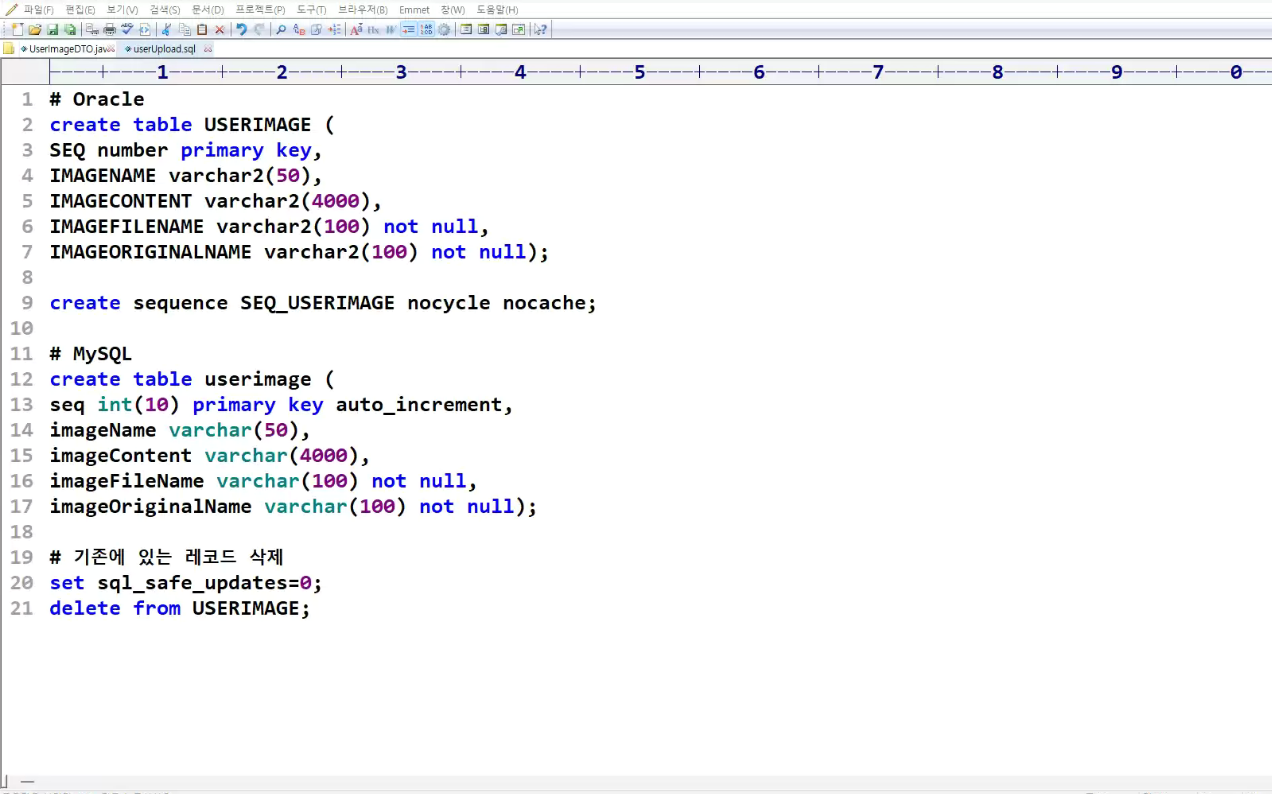 파일(F) 편집(E) 보기(V) 검색(S) 문서(D) 프로젝트(P) 도구(T) 브라우저(B) Emmet 창(W) 도움말(H)
UserImageDTO.java userUpload.sql
----+----1----+----2----+----3----+----4----+----5----+----6----+----7----+----8----+----9----+----0----
1 # Oracle
2 create table USERIMAGE (
3 SEQ number primary key,
4 IMAGENAME varchar2(50),
5 IMAGECONTENT varchar2(4000),
6 IMAGEFILENAME varchar2(100) not null,
7 IMAGEORIGINALNAME varchar2(100) not null);
8
9 create sequence SEQ_USERIMAGE nocycle nocache;
10
11 # MySQL
12 create table userimage (
13 seq int(10) primary key auto_increment,
14 imageName varchar(50),
15 imageContent varchar(4000),
16 imageFileName varchar(100) not null,
17 imageOriginalName varchar(100) not null);
18
19 # 기존에 있는 레코드 삭제
20 set sql_safe_updates=0;
21 delete from USERIMAGE;